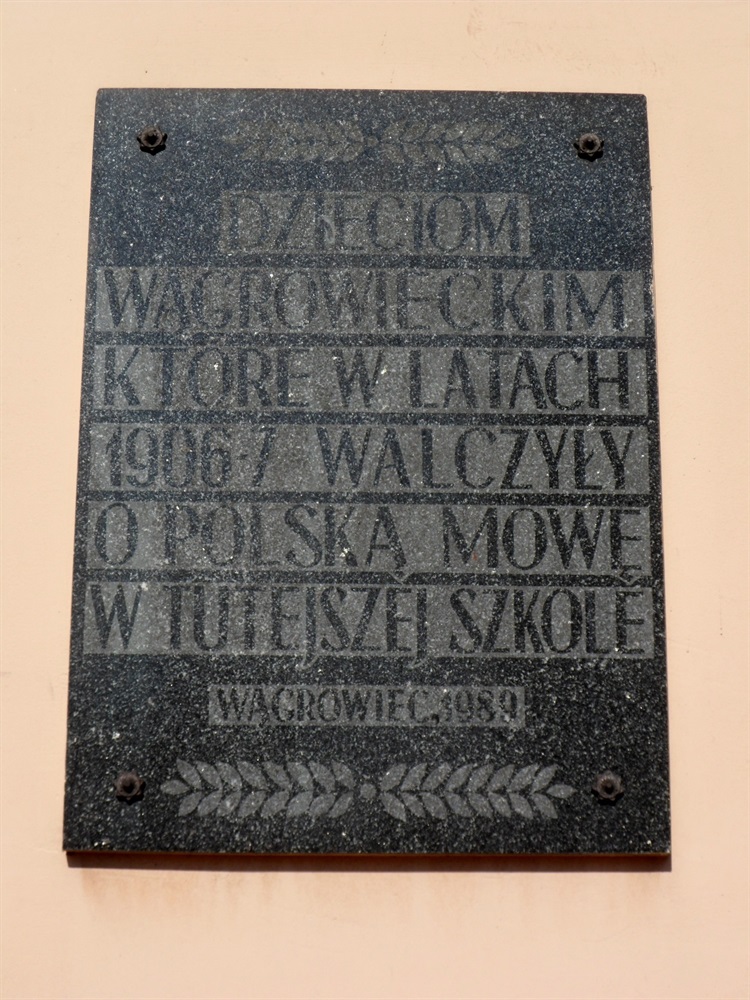 DZIECIOM
WĄGROWIECKIM
KTÓRE W LATACH
1906-7 WALCZYŁY
O POLSKĄ MOWĘ
W TUTEJSZEJ SZKOLE
WĄGROWIEC, 1989